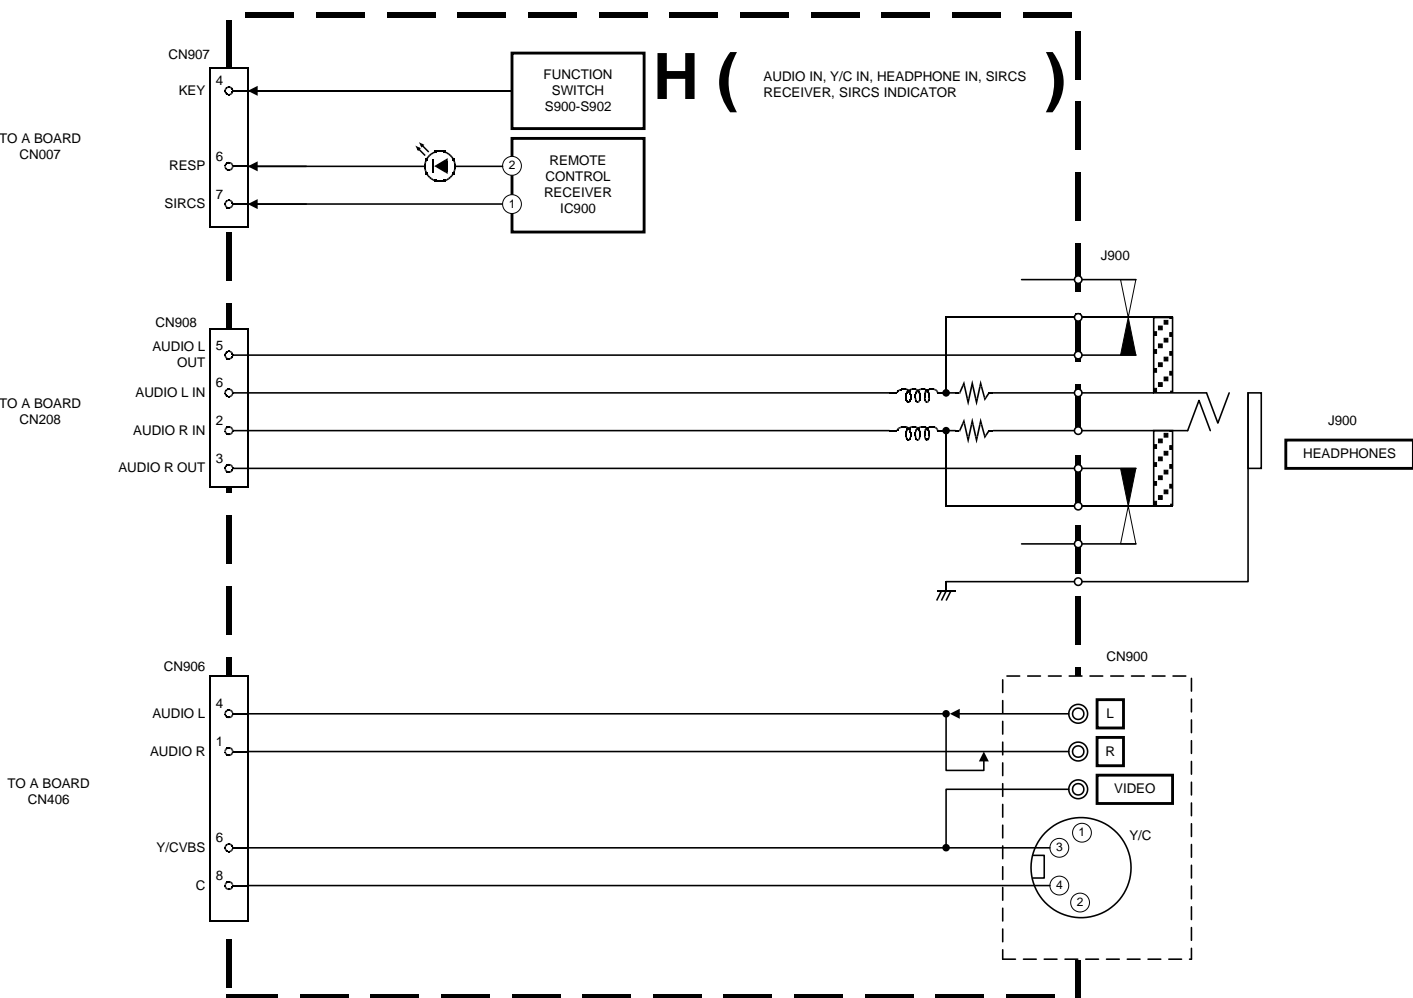 CN907
FUNCTION
SWITCH
S900-S902
H ( AUDIO IN, Y/C IN, HEADPHONE IN, SIRCS )
RECEIVER, SIRCS INDICATOR
KEY 4
TO A BOARD
CN007
RESP 6
SIRCS 7
2
1
REMOTE
CONTROL
RECEIVER
IC900
J900
CN908
AUDIO L
OUT
5
AUDIO L IN 6
TO A BOARD
CN208
AUDIO R IN 2
AUDIO R OUT 3
J900
HEADPHONES
CN906
CN900
AUDIO L 4
L
AUDIO R 1
R
TO A BOARD
CN406
VIDEO
Y/CVBS 6
C 8
Y/C
1
3
4
2